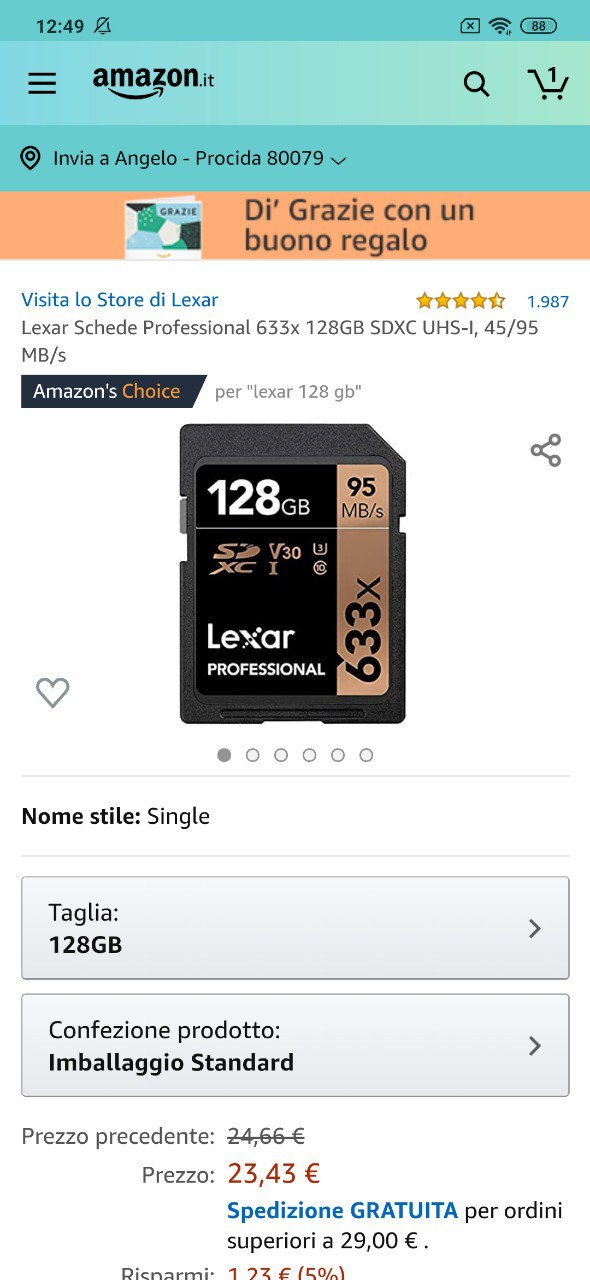 12:49
88
amazon.it
1
Invia a Angelo - Procida 80079
GRAZIE
Di' Grazie con un
buono regalo
Visita lo Store di Lexar
1.987
Lexar Schede Professional 633x 128GB SDXC UHS-I, 45/95
MB/s
Amazon's Choice per "lexar 128 gb"
128GB
95
MB/s
SD
XC I
V30
3
10
633x
Lexar
PROFESSIONAL
Nome stile: Single
Taglia:
128GB
Confezione prodotto:
Imballaggio Standard
Prezzo precedente: 24,66 €
Prezzo: 23,43 €
Spedizione GRATUITA per ordini
superiori a 29,00 € .
Risparmi: 1,23 € (5%)